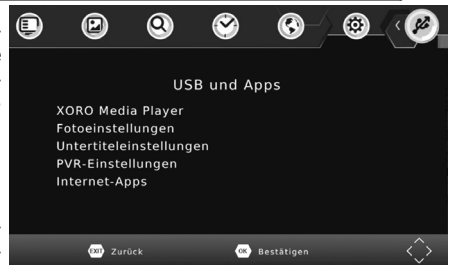 USB und Apps
XORO Media Player
Fotoeinstellungen
Untertiteleinstellungen
PVR-Einstellungen
Internet-Apps
EXIT Zurück OK Bestätigen